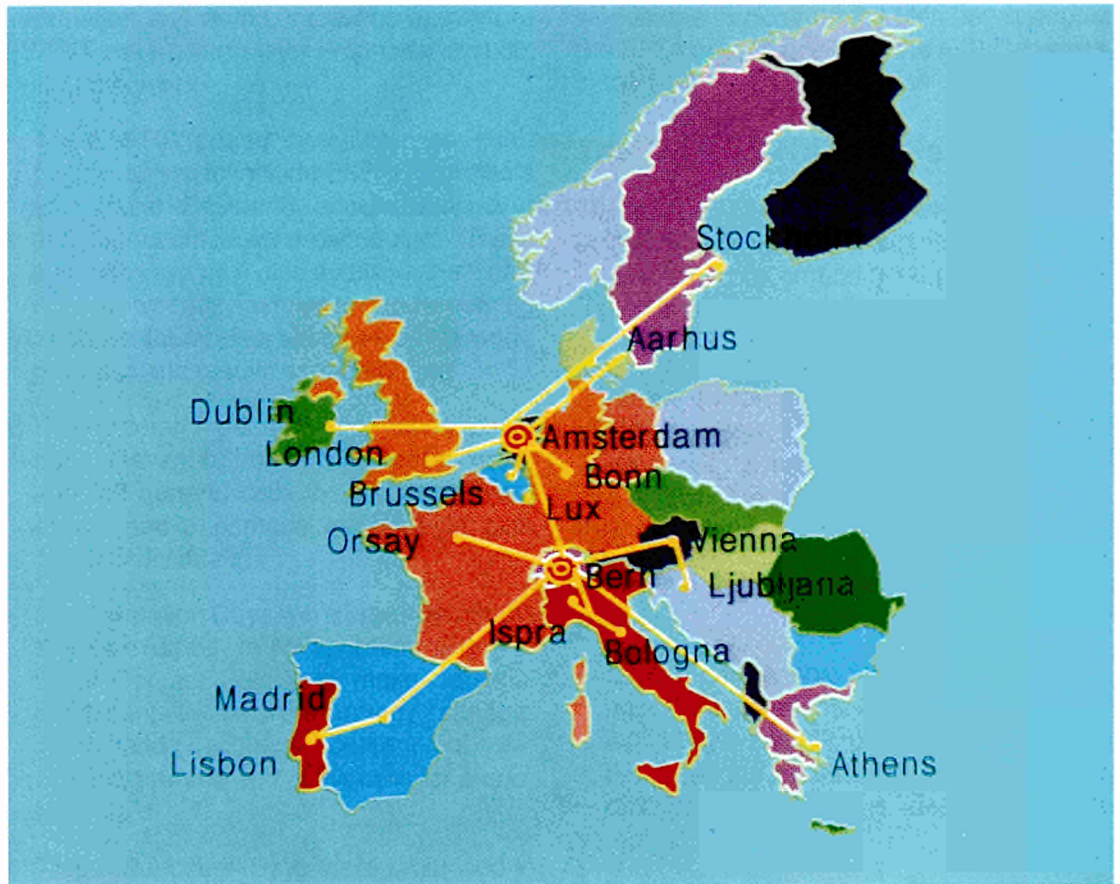 Stockholm
Aarhus
Dublin
Amsterdam
London
Bonn
Brussels
Lux
Orsay
Vienna
Bern
Ljubljana
Ispra
Bologna
Madrid
Lisbon
Athens